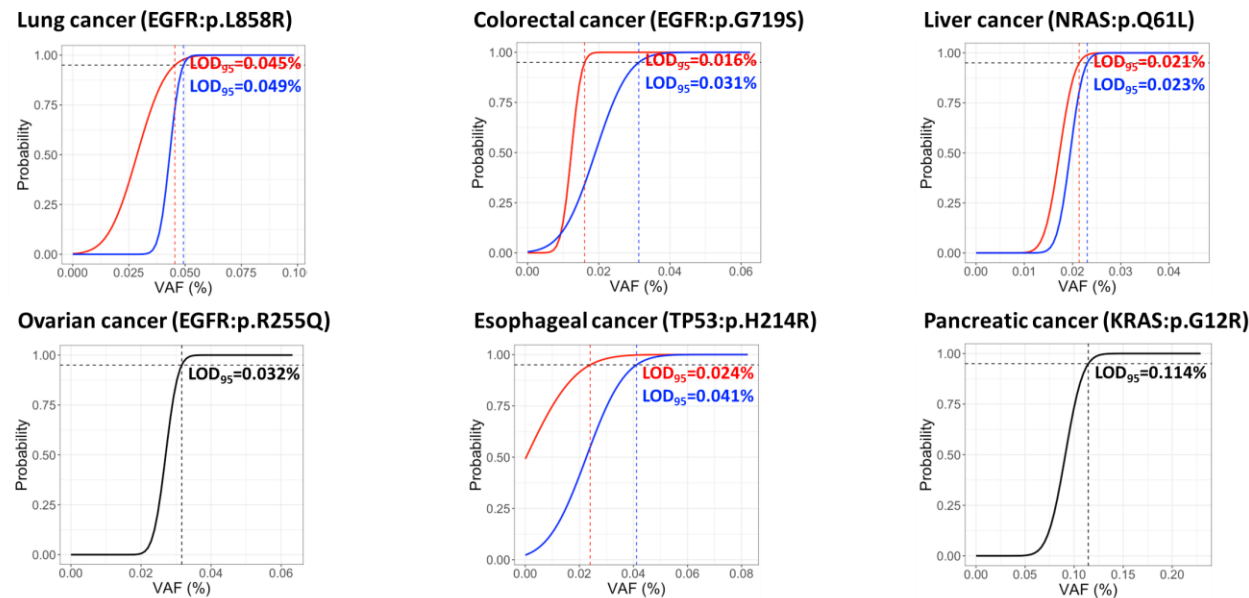 Lung cancer (EGFR:p.L858R)
1.00
0.75
0.50
0.25
0.00
Probability
LOD95=0.045%
LOD95=0.049%
0.000 0.025 0.050 0.075 0.10
VAF (%)
Colorectal cancer (EGFR:p.G719S)
1.00
0.75
0.50
0.25
0.00
Probability
LOD95=0.016%
LOD95=0.031%
0.00 0.02 0.04 0.06
VAF (%)
Liver cancer (NRAS:p.Q61L)
1.00
0.75
0.50
0.25
0.00
Probability
LOD95=0.021%
LOD95=0.023%
0.00 0.01 0.02 0.03 0.04
VAF (%)
Ovarian cancer (EGFR:p.R255Q)
1.00
0.75
0.50
0.25
0.00
Probability
LOD95=0.032%
0.00 0.02 0.04 0.06
VAF (%)
Esophageal cancer (TP53:p.H214R)
1.00
0.75
0.50
0.25
0.00
Probability
LOD95=0.024%
LOD95=0.041%
0.00 0.02 0.04 0.06 0.08
VAF (%)
Pancreatic cancer (KRAS:p.G12R)
1.00
0.75
0.50
0.25
0.00
Probability
LOD95=0.114%
0.00 0.05 0.10 0.15 0.20
VAF (%)